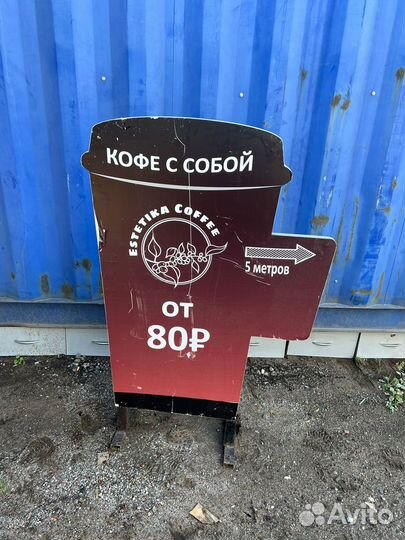 КОФЕ С СОБОЙ
ESTETIKA COFFEE
5 метров
от
80₽
Avito